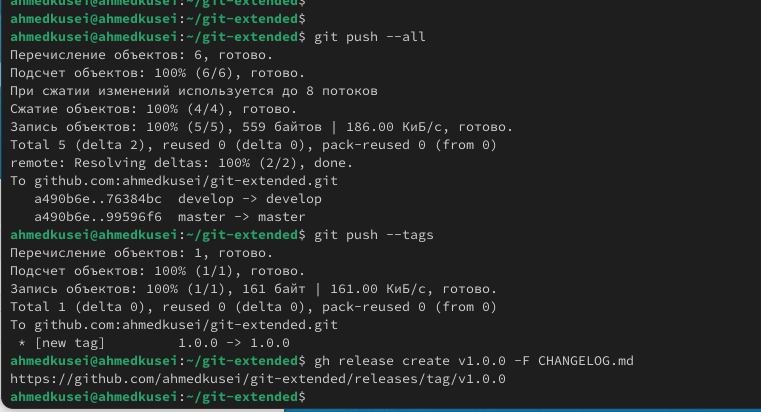 ahmedkusei@ahmedkusei:~/git-extended$
ahmedkusei@ahmedkusei:~/git-extended$
ahmedkusei@ahmedkusei:~/git-extended$ git push --all
Перечисление объектов: 6, готово.
Подсчет объектов: 100% (6/6), готово.
При сжатии изменений используется до 8 потоков
Сжатие объектов: 100% (4/4), готово.
Запись объектов: 100% (5/5), 559 байтов | 186.00 КиБ/с, готово.
Total 5 (delta 2), reused 0 (delta 0), pack-reused 0 (from 0)
remote: Resolving deltas: 100% (2/2), done.
To github.com:ahmedkusei/git-extended.git
   a490b6e..76384bc  develop -> develop
   a490b6e..99596f6  master -> master
ahmedkusei@ahmedkusei:~/git-extended$ git push --tags
Перечисление объектов: 1, готово.
Подсчет объектов: 100% (1/1), готово.
Запись объектов: 100% (1/1), 161 байт | 161.00 КиБ/с, готово.
Total 1 (delta 0), reused 0 (delta 0), pack-reused 0 (from 0)
To github.com:ahmedkusei/git-extended.git
 * [new tag]         1.0.0 -> 1.0.0
ahmedkusei@ahmedkusei:~/git-extended$ gh release create v1.0.0 -F CHANGELOG.md
https://github.com/ahmedkusei/git-extended/releases/tag/v1.0.0
ahmedkusei@ahmedkusei:~/git-extended$